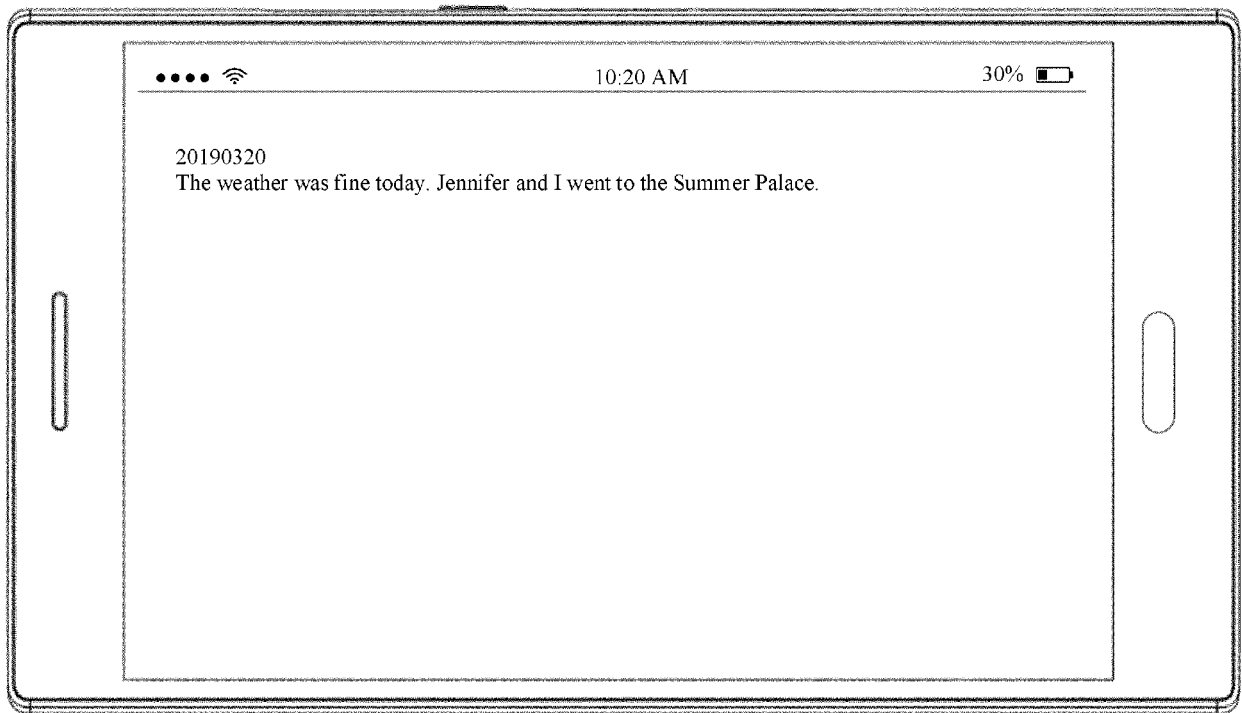 10:20 AM
30%
20190320
The weather was fine today. Jennifer and I went to the Summer Palace.